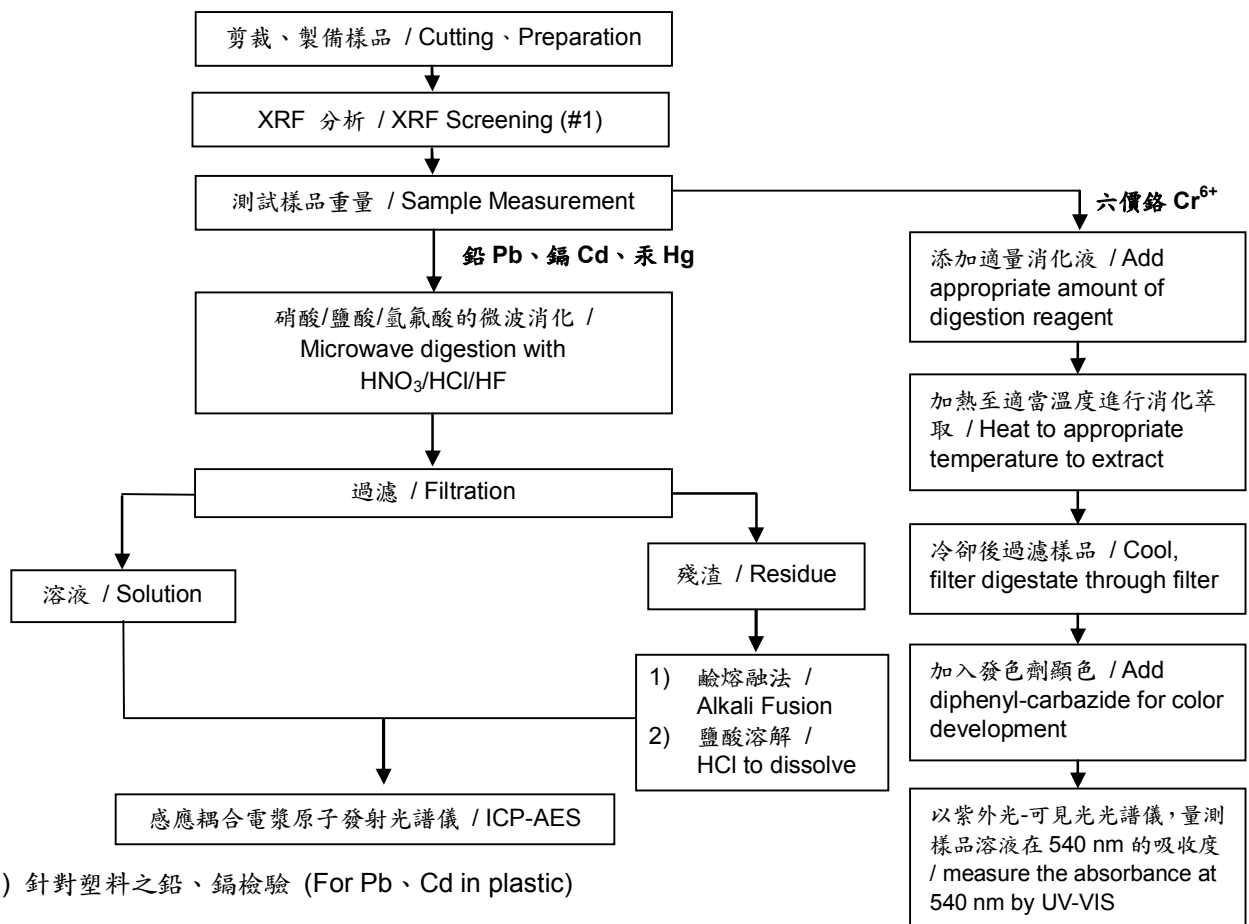 剪裁、製備樣品 / Cutting、Preparation
XRF 分析 / XRF Screening (#1)
測試樣品重量 / Sample Measurement
鉛 Pb、鎘 Cd、汞 Hg
硝酸/鹽酸/氫氟酸的微波消化 /
Microwave digestion with
HNO₃/HCl/HF
過濾 / Filtration
溶液 / Solution
殘渣 / Residue
1) 鹼熔融法 /
Alkali Fusion
2) 鹽酸溶解 /
HCl to dissolve
感應耦合電漿原子發射光譜儀 / ICP-AES
六價鉻 Cr⁶⁺
添加適量消化液 / Add
appropriate amount of
digestion reagent
加熱至適當溫度進行消化萃
取 / Heat to appropriate
temperature to extract
冷卻後過濾樣品 / Cool,
filter digestate through filter
加入發色劑顯色 / Add
diphenyl-carbazide for color
development
以紫外光-可見光光譜儀,量測
樣品溶液在 540 nm 的吸收度
/ measure the absorbance at
540 nm by UV-VIS
) 針對塑料之鉛、鎘檢驗 (For Pb、Cd in plastic)